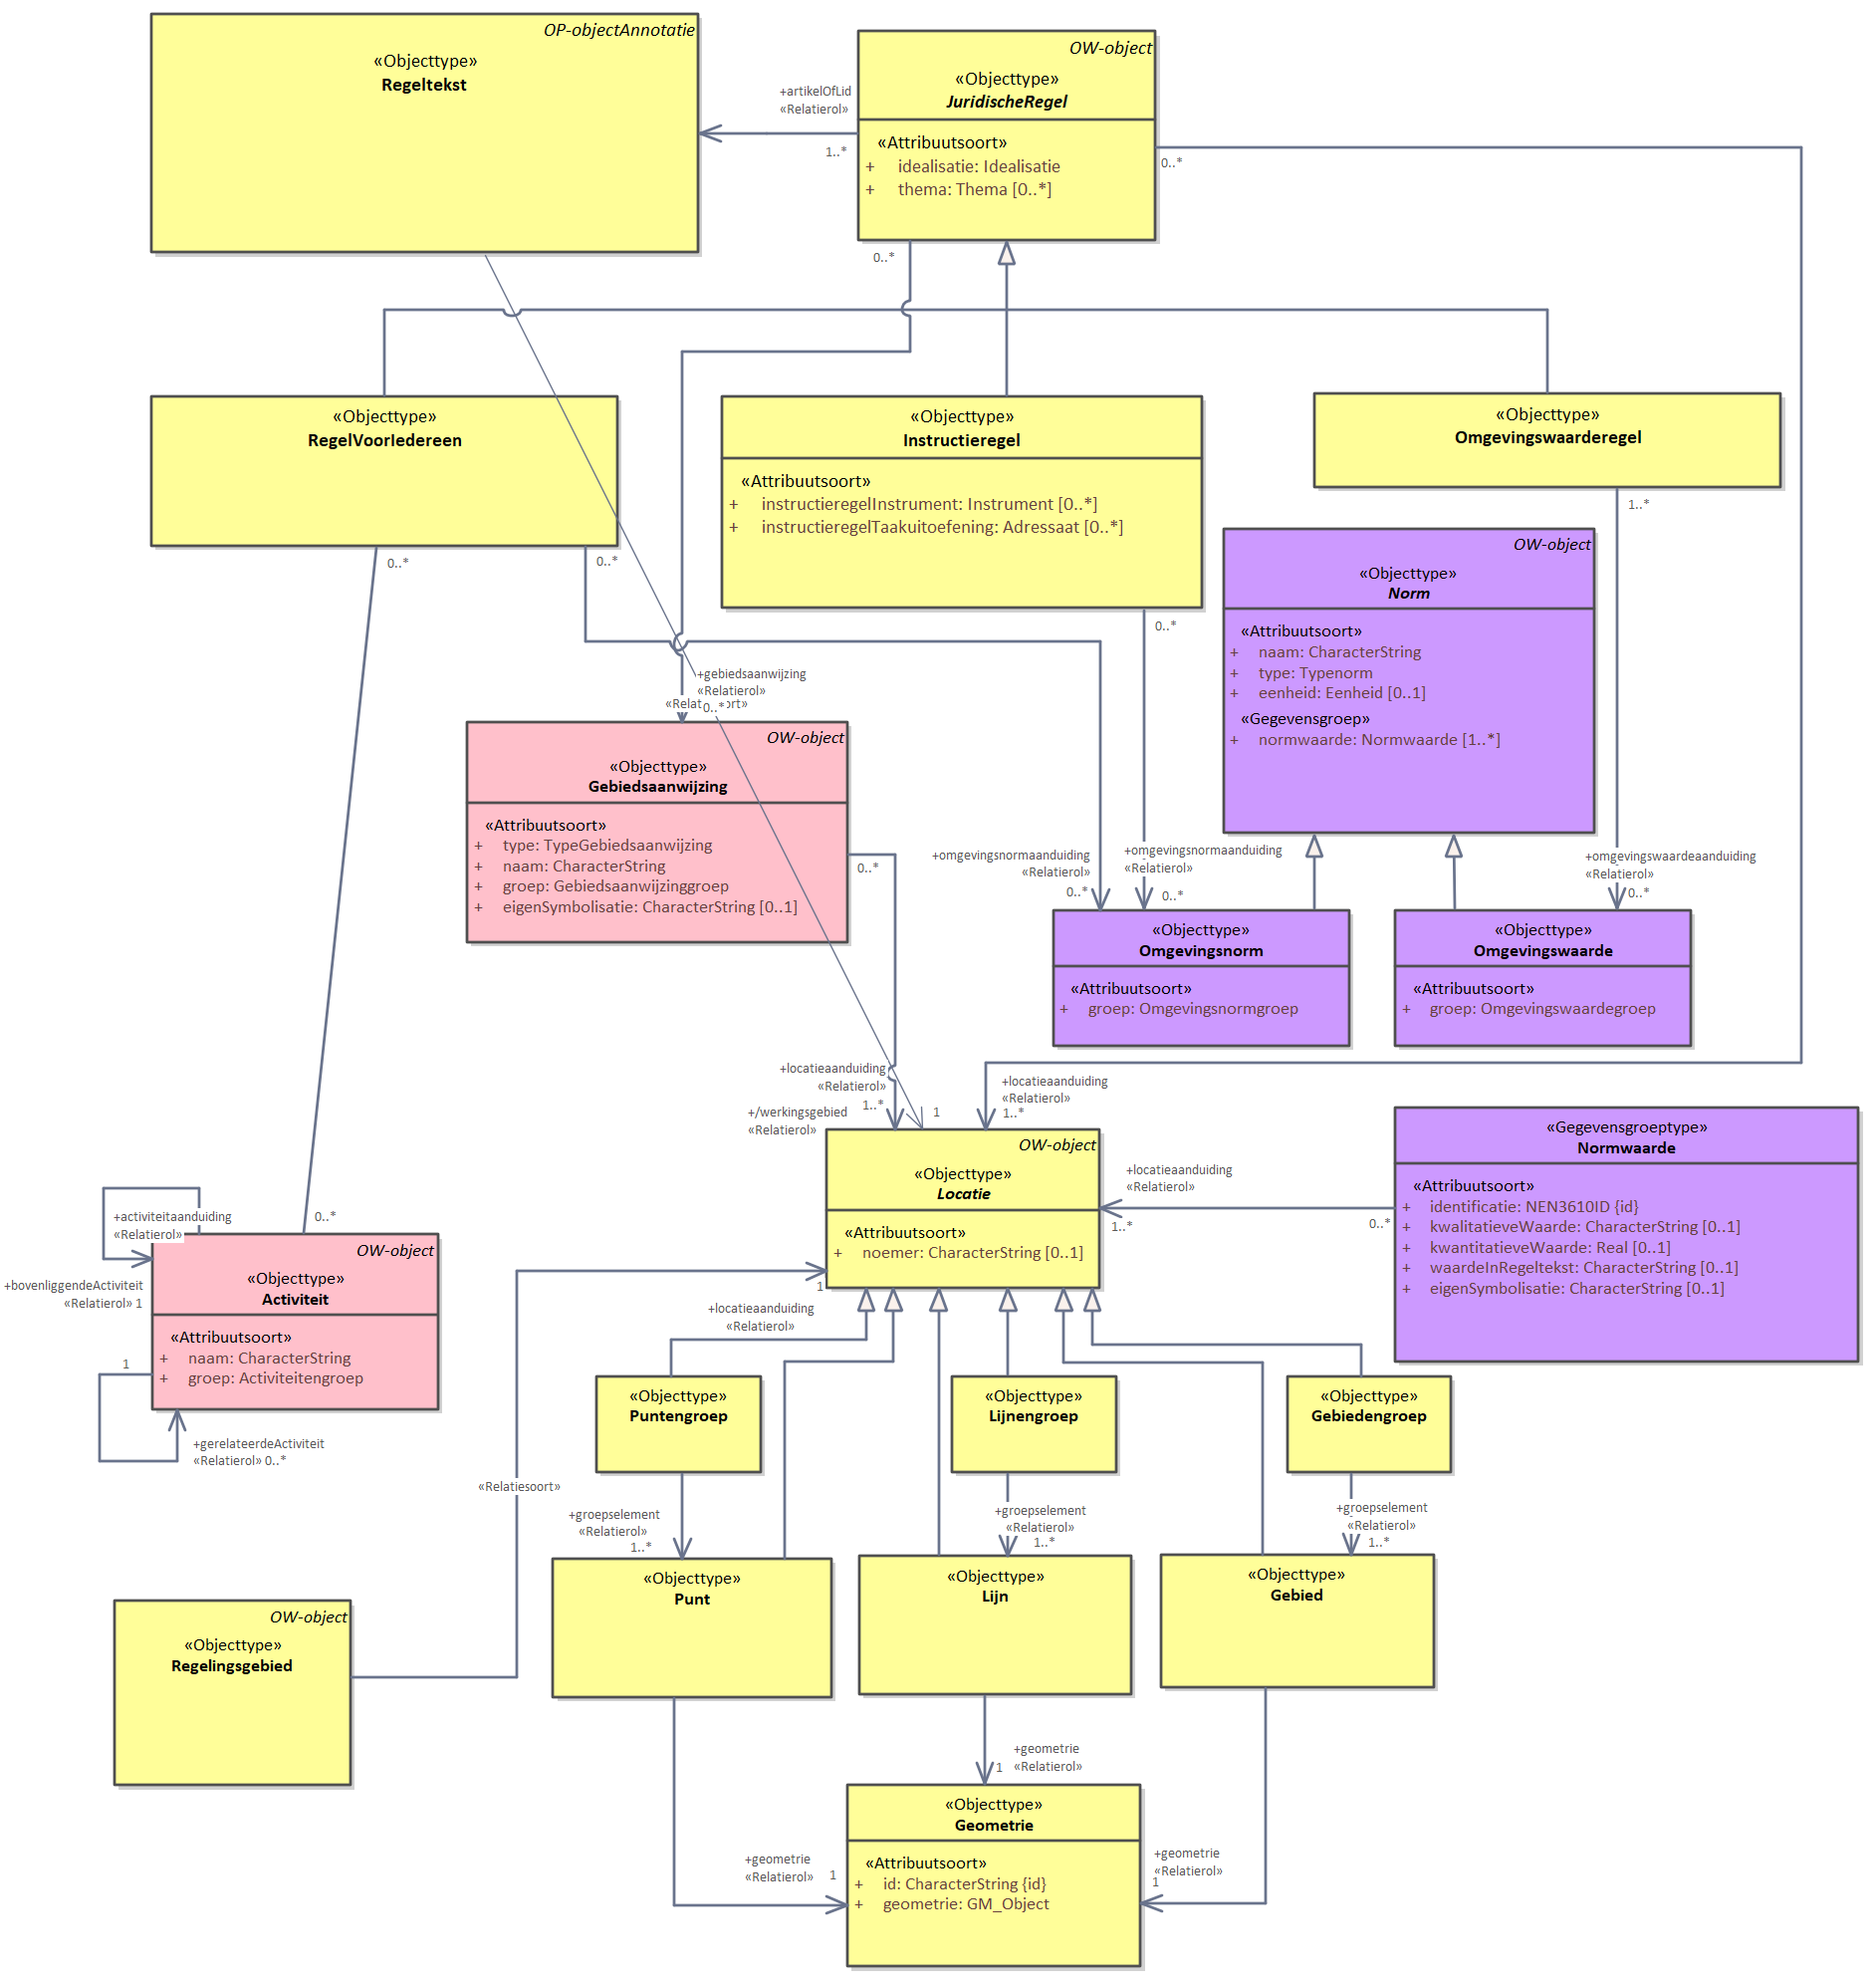 OP-objectAnnotatie
«Objecttype»
Regeltekst
+artikelOfLid
«Relatierol»
1..*
OW-object
«Objecttype»
JuridischeRegel
«Attribuutsoort»
+ idealisatie: Idealisatie
+ thema: Thema [0..*]
0..*
0..*
«Objecttype»
RegelVoorIedereen
0..*
0..*
«Objecttype»
Instructieregel
«Attribuutsoort»
+ instructieregelInstrument: Instrument [0..*]
+ instructieregelTaakuitoefening: Adressaat [0..*]
0..*
«Objecttype»
Omgevingswaarderegel
1..*
OW-object
«Objecttype»
Norm
«Attribuutsoort»
+ naam: CharacterString
+ type: Typenorm
+ eenheid: Eenheid [0..1]
«Gegevensgroep»
+ normwaarde: Normwaarde [1..*]
+gebiedsaanwijzing
«Relatierol»
0..*
OW-object
«Objecttype»
Gebiedsaanwijzing
«Attribuutsoort»
+ type: TypeGebiedsaanwijzing
+ naam: CharacterString
+ groep: Gebiedsaanwijzinggroep
+ eigenSymbolisatie: CharacterString [0..1]
0..*
+omgevingsnormaanduiding
«Relatierol»
0..*
+omgevingsnormaanduiding
«Relatierol»
0..*
+omgevingswaardeaanduiding
«Relatierol»
0..*
«Objecttype»
Omgevingsnorm
«Attribuutsoort»
+ groep: Omgevingsnormgroep
«Objecttype»
Omgevingswaarde
«Attribuutsoort»
+ groep: Omgevingswaardegroep
+locatieaanduiding
«Relatierol»
1..*
+/werkingsgebied
«Relatierol»
1
+locatieaanduiding
«Relatierol»
1..*
OW-object
«Objecttype»
Locatie
«Attribuutsoort»
+ noemer: CharacterString [0..1]
+locatieaanduiding
«Relatierol»
1..*
0..*
«Gegevensgroeptype»
Normwaarde
«Attribuutsoort»
+ identificatie: NEN3610ID {id}
+ kwalitatieveWaarde: CharacterString [0..1]
+ kwantitatieveWaarde: Real [0..1]
+ waardeInRegeltekst: CharacterString [0..1]
+ eigenSymbolisatie: CharacterString [0..1]
+activiteitaanduiding
«Relatierol»
0..*
OW-object
«Objecttype»
Activiteit
«Attribuutsoort»
+ naam: CharacterString
+ groep: Activiteitengroep
+bovenliggendeActiviteit
«Relatierol» 1
1
+gerelateerdeActiviteit
«Relatierol» 0..*
1
+locatieaanduiding
«Relatierol»
«Objecttype»
Puntengroep
«Objecttype»
Lijnengroep
«Objecttype»
Gebiedengroep
«Relatiesoort»
+groepselement
«Relatierol»
1..*
+groepselement
«Relatierol»
1..*
+groepselement
«Relatierol»
1..*
«Objecttype»
Punt
«Objecttype»
Lijn
«Objecttype»
Gebied
OW-object
«Objecttype»
Regelingsgebied
+geometrie
«Relatierol»
1
+geometrie
«Relatierol»
1
+geometrie
«Relatierol»
1
«Objecttype»
Geometrie
«Attribuutsoort»
+ id: CharacterString {id}
+ geometrie: GM_Object